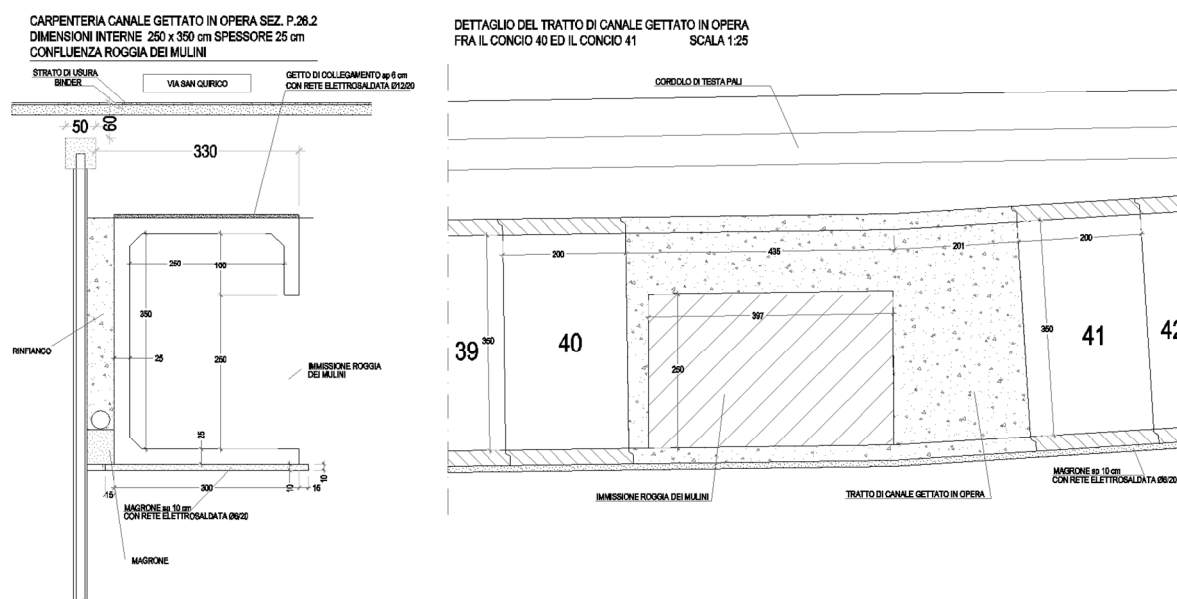 CARPENTERIA CANALE GETTATO IN OPERA SEZ. P.26.2
DIMENSIONI INTERNE 250 x 350 cm SPESSORE 25 cm
CONFLUENZA ROGGIA DEI MULINI
STRATO DI USURA
BINDER
VIA SAN QUIRICO
GETTO DI COLLEGAMENTO sp 6 cm
CON RETE ELETTROSALDATA Ø12/20
50
60
330
250
100
350
25
250
RINFIANCO
IMMISSIONE ROGGIA
DEI MULINI
15
300
10
15
10
MAGRONE sp 10 cm
CON RETE ELETTROSALDATA Ø8/20
MAGRONE
DETTAGLIO DEL TRATTO DI CANALE GETTATO IN OPERA
FRA IL CONCIO 40 ED IL CONCIO 41 SCALA 1:25
CORDOLO DI TESTA PALI
200
435
201
200
397
39
350
40
250
350
41
42
IMMISSIONE ROGGIA DEI MULINI
TRATTO DI CANALE GETTATO IN OPERA
MAGRONE sp 10 cm
CON RETE ELETTROSALDATA Ø8/20